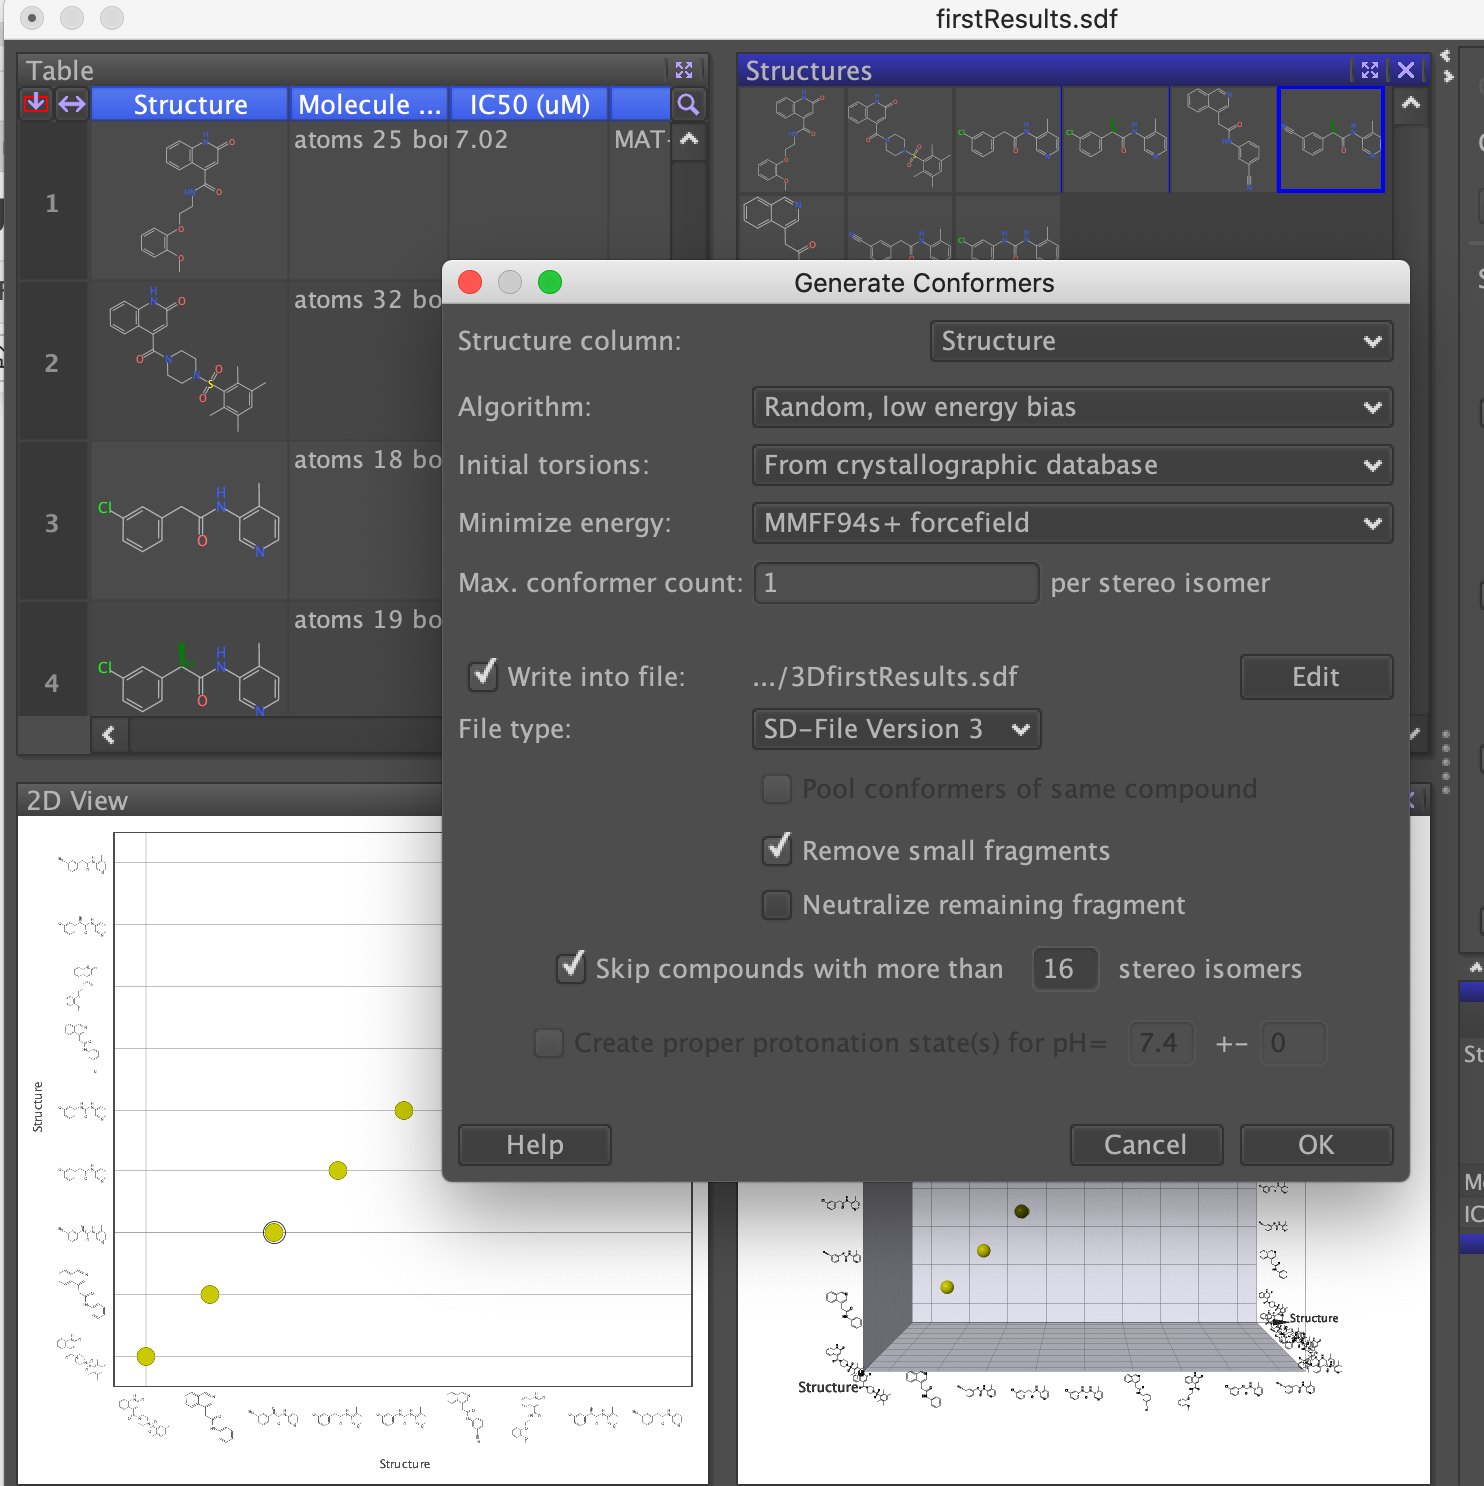 firstResults.sdf
Table
Structures
Structure
Molecule ...
IC50 (uM)
1
atoms 25 bor
7.02
MAT-
2
atoms 32 bo
3
atoms 18 bo
4
atoms 19 bo
Generate Conformers
Structure column:
Structure
Algorithm:
Random, low energy bias
Initial torsions:
From crystallographic database
Minimize energy:
MMFF94s+ forcefield
Max. conformer count:
1
per stereo isomer
Write into file:
.../3DfirstResults.sdf
Edit
File type:
SD-File Version 3
Pool conformers of same compound
Remove small fragments
Neutralize remaining fragment
Skip compounds with more than
16
stereo isomers
Create proper protonation state(s) for pH=
7.4
+-
0
Help
Cancel
OK
2D View
Structure
Structure
Structure
Structure
St
M
IC